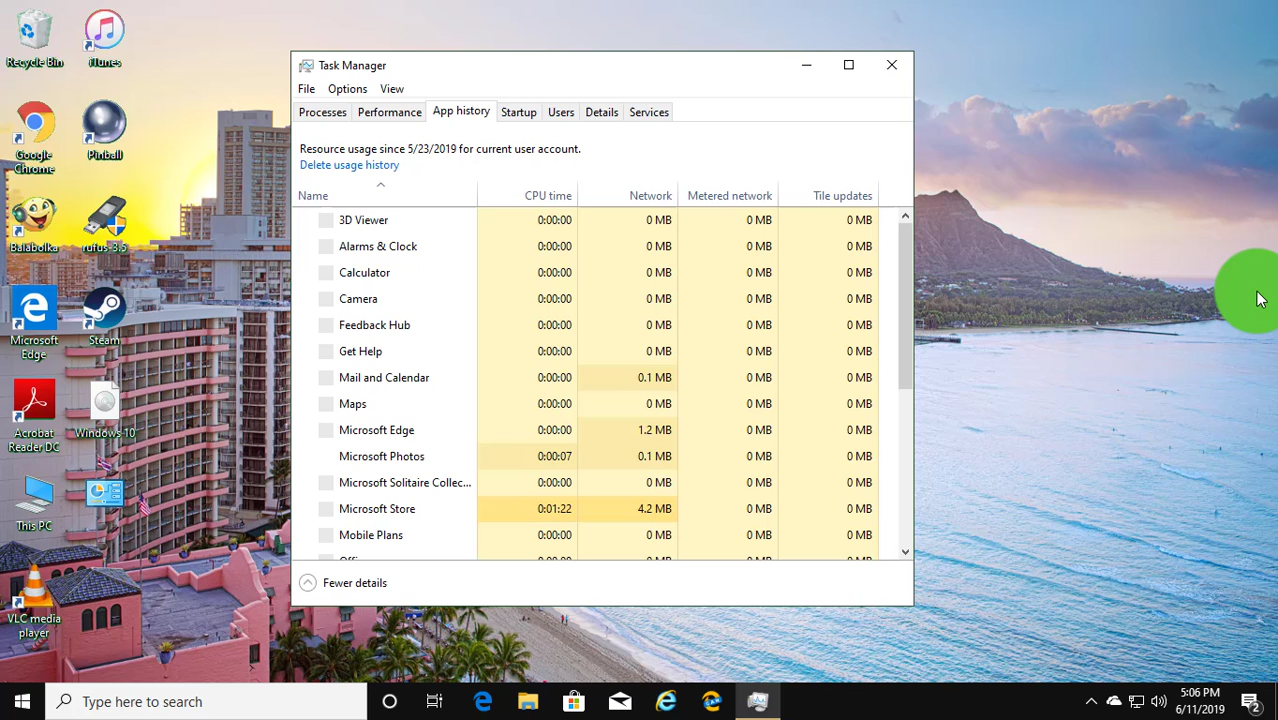 Recycle Bin
iTunes
Google
Chrome
Pinball
Balabolka
rufus-3.5
Microsoft
Edge
Steam
Acrobat
Reader DC
Windows 10
This PC
VLC media
player
Task Manager
File Options View
Processes Performance App history Startup Users Details Services
Resource usage since 5/23/2019 for current user account.
Delete usage history
Name CPU time Network Metered network Tile updates
3D Viewer 0:00:00 0 MB 0 MB 0 MB
Alarms & Clock 0:00:00 0 MB 0 MB 0 MB
Calculator 0:00:00 0 MB 0 MB 0 MB
Camera 0:00:00 0 MB 0 MB 0 MB
Feedback Hub 0:00:00 0 MB 0 MB 0 MB
Get Help 0:00:00 0 MB 0 MB 0 MB
Mail and Calendar 0:00:00 0.1 MB 0 MB 0 MB
Maps 0:00:00 0 MB 0 MB 0 MB
Microsoft Edge 0:00:00 1.2 MB 0 MB 0 MB
Microsoft Photos 0:00:07 0.1 MB 0 MB 0 MB
Microsoft Solitaire Collec... 0:00:00 0 MB 0 MB 0 MB
Microsoft Store 0:01:22 4.2 MB 0 MB 0 MB
Mobile Plans 0:00:00 0 MB 0 MB 0 MB
Fewer details
Type here to search
5:06 PM
6/11/2019
2